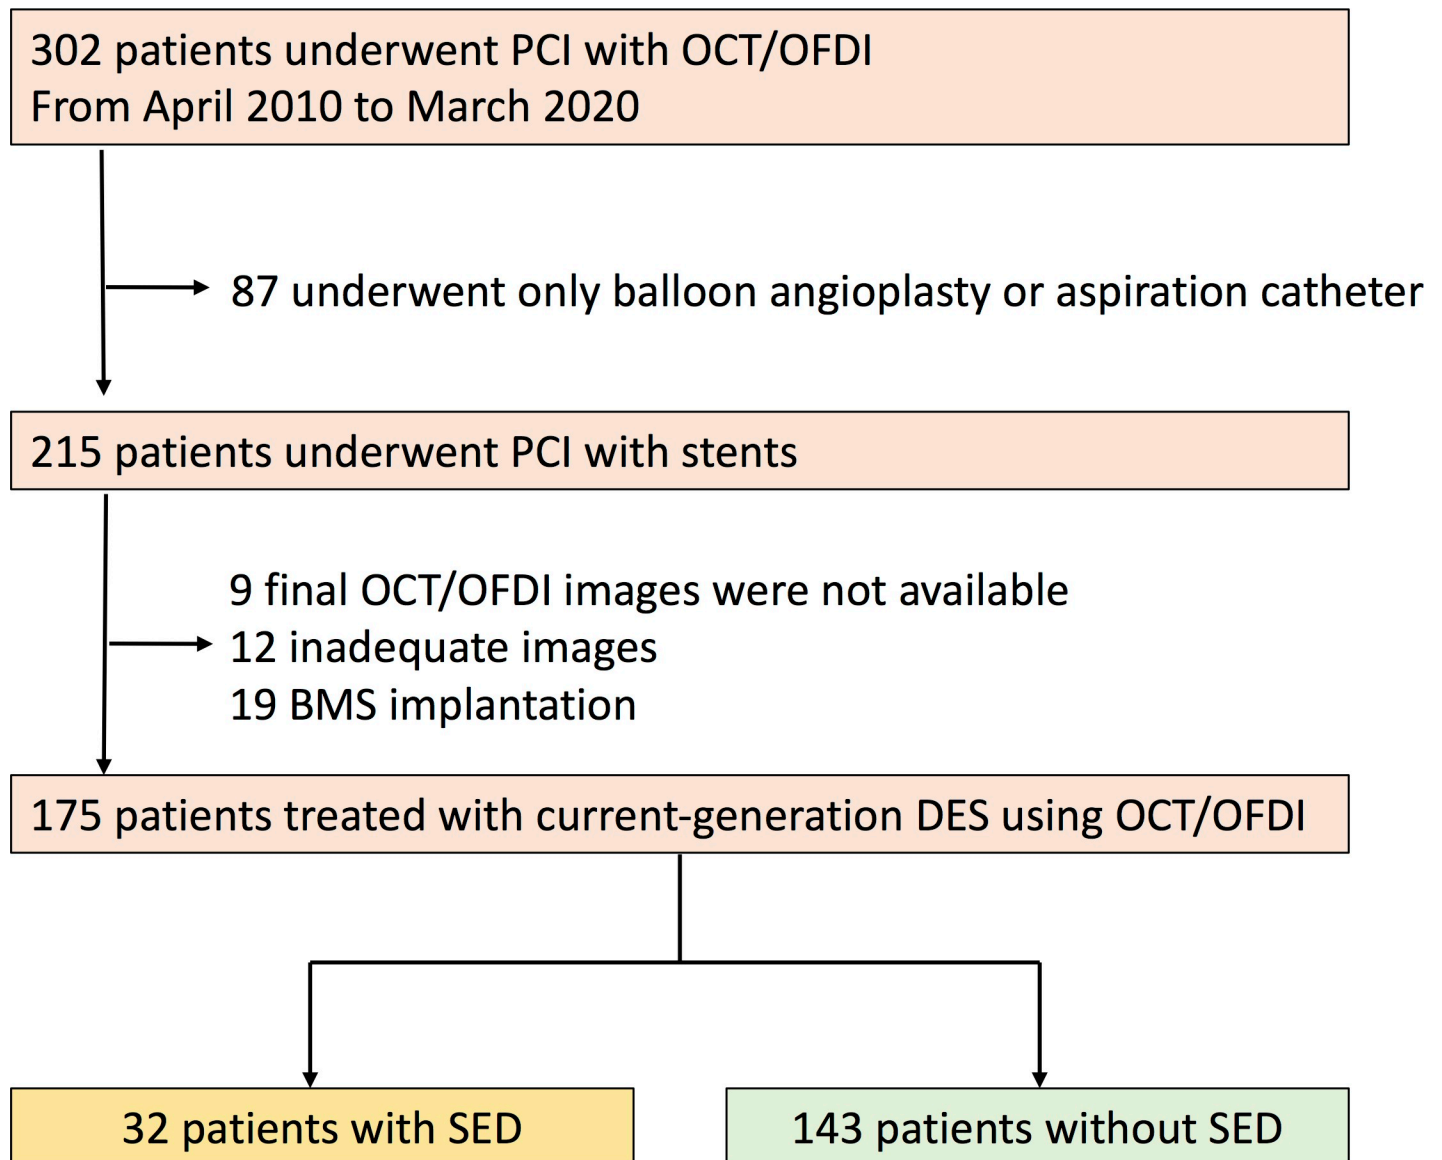 302 patients underwent PCI with OCT/OFDI
From April 2010 to March 2020
87 underwent only balloon angioplasty or aspiration catheter
215 patients underwent PCI with stents
9 final OCT/OFDI images were not available
12 inadequate images
19 BMS implantation
175 patients treated with current-generation DES using OCT/OFDI
32 patients with SED
143 patients without SED